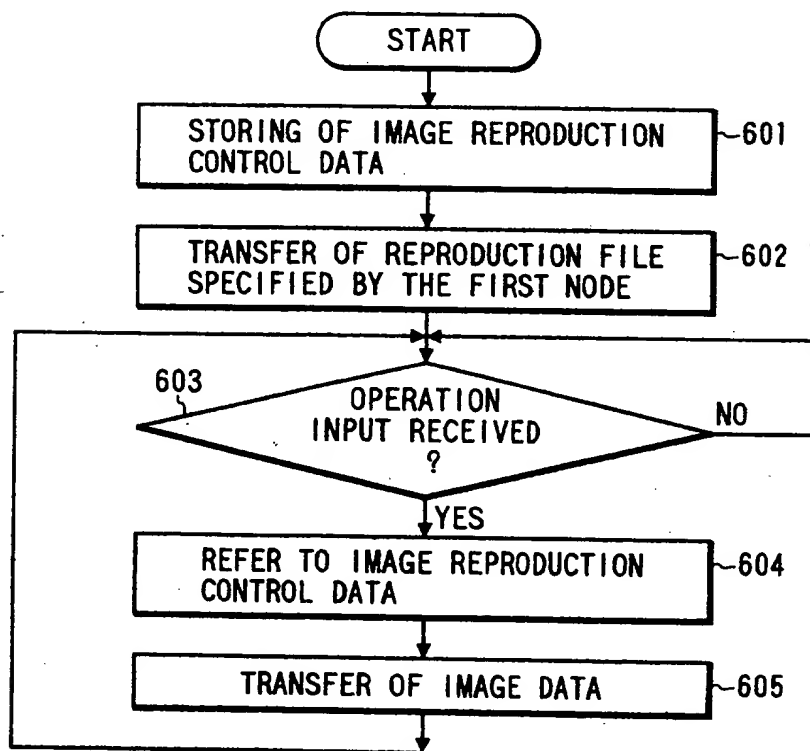 START
STORING OF IMAGE REPRODUCTION
CONTROL DATA
601
TRANSFER OF REPRODUCTION FILE
SPECIFIED BY THE FIRST NODE
602
603
OPERATION
INPUT RECEIVED
?
NO
YES
REFER TO IMAGE REPRODUCTION
CONTROL DATA
604
TRANSFER OF IMAGE DATA
605